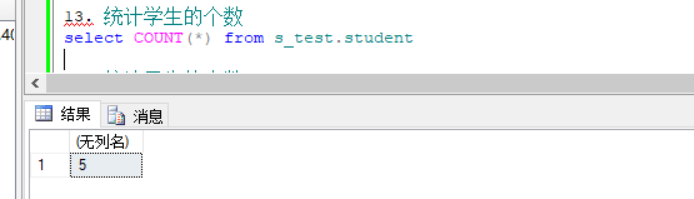 .40
13. 统计学生的个数
select COUNT(*) from s_test.student
结果 消息
(无列名)
1 5